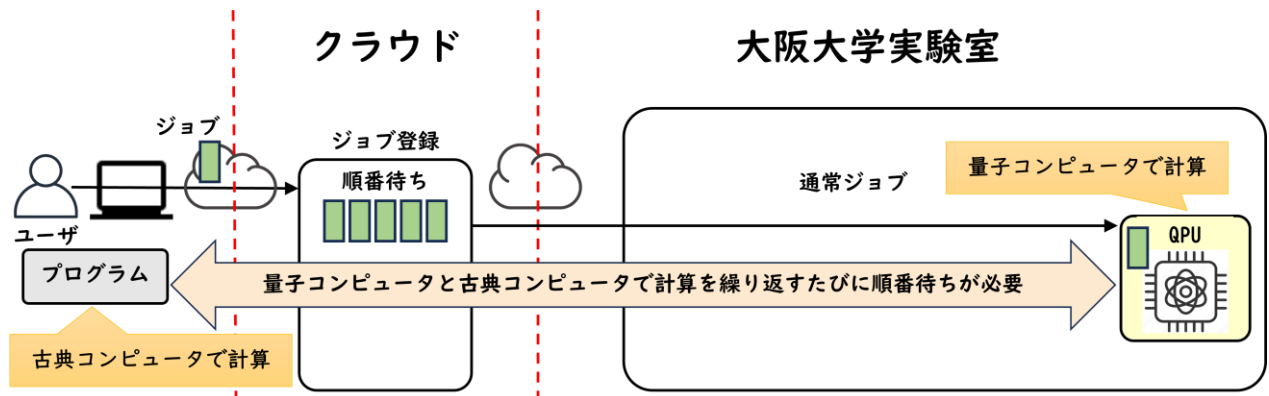 クラウド
大阪大学実験室
ジョブ
ジョブ登録
順番待ち
通常ジョブ
量子コンピュータで計算
ユーザ
QPU
プログラム
量子コンピュータと古典コンピュータで計算を繰り返すたびに順番待ちが必要
古典コンピュータで計算